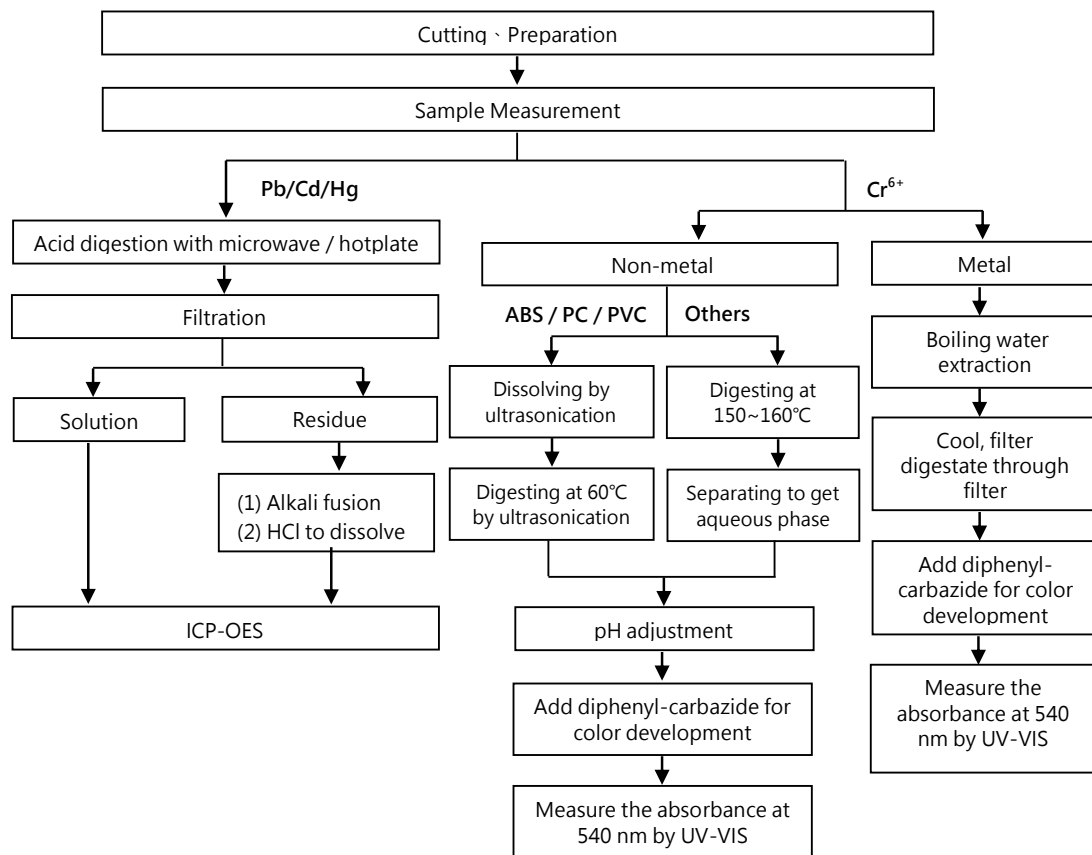 Cutting、Preparation
Sample Measurement
Pb/Cd/Hg
Cr⁶⁺
Acid digestion with microwave / hotplate
Filtration
Solution
Residue
(1) Alkali fusion
(2) HCl to dissolve
ICP-OES
Non-metal
ABS / PC / PVC
Others
Dissolving by
ultrasonication
Digesting at
150~160℃
Digesting at 60℃
by ultrasonication
Separating to get
aqueous phase
pH adjustment
Add diphenyl-carbazide for
color development
Measure the absorbance at
540 nm by UV-VIS
Metal
Boiling water
extraction
Cool, filter
digestate through
filter
Add diphenyl-
carbazide for color
development
Measure the
absorbance at 540
nm by UV-VIS